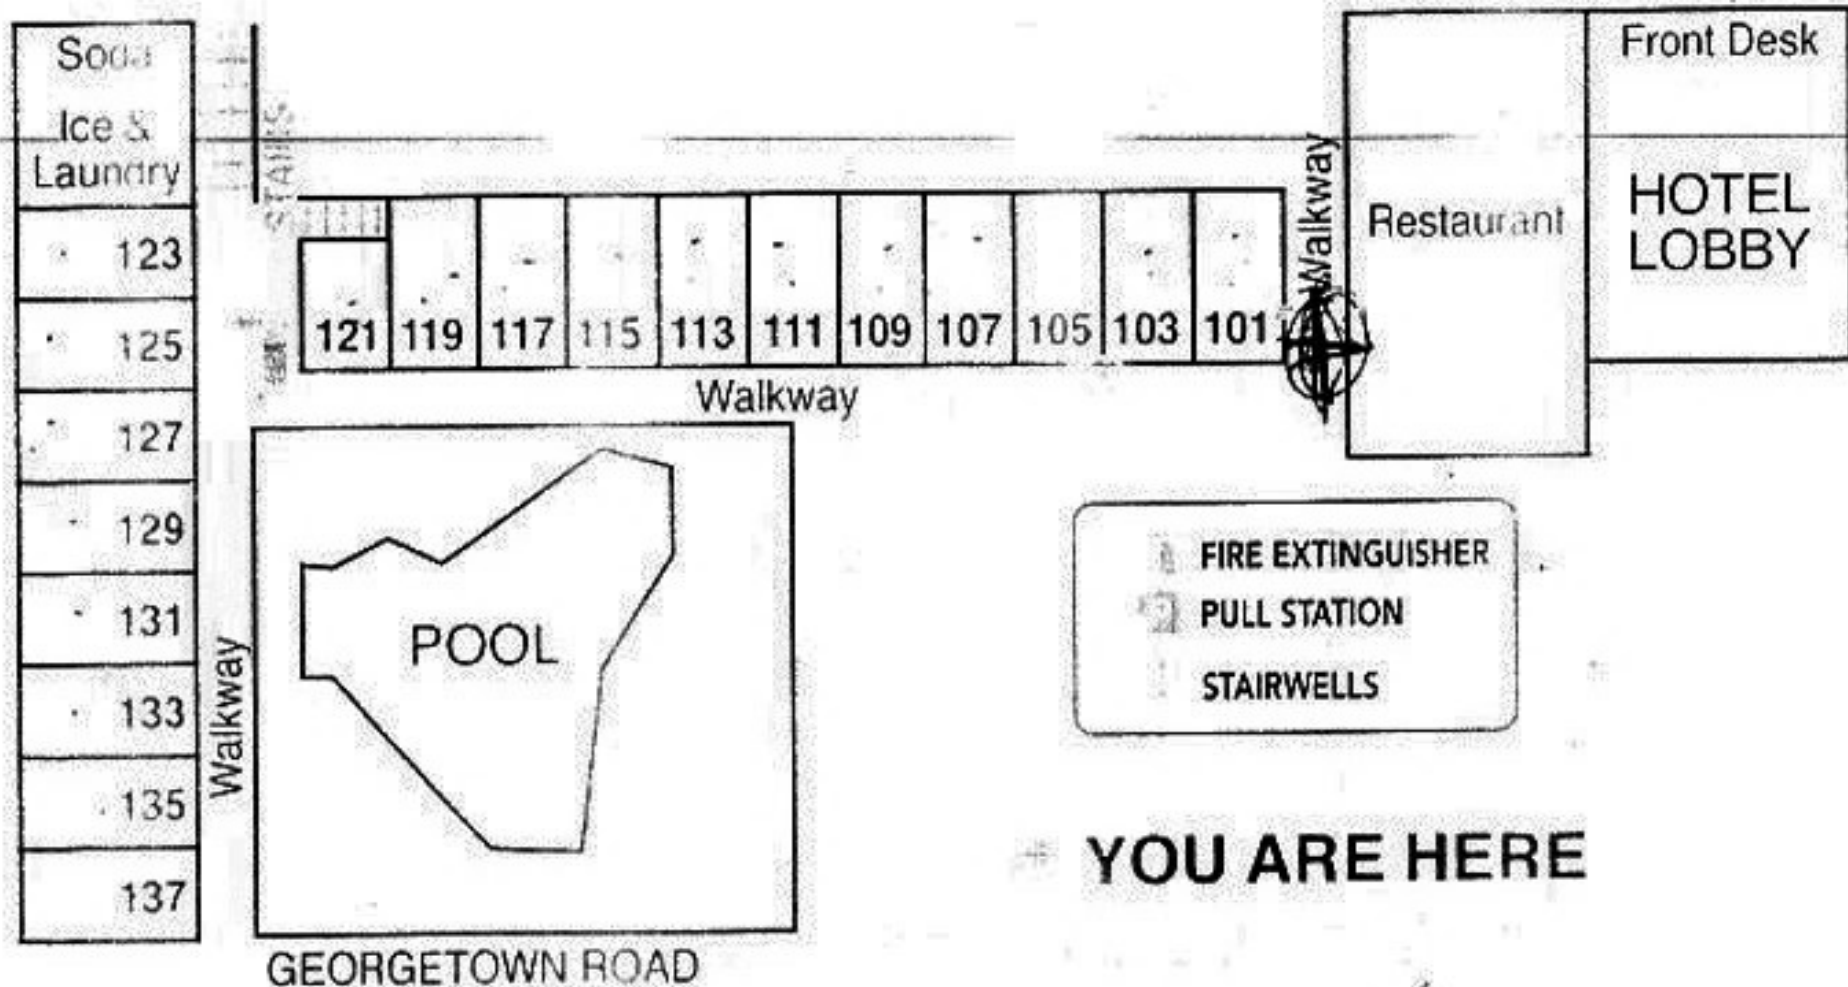 Soda
Ice &
Laundry
123
125
127
129
131
133
135
137
STAIRS
121 119 117 115 113 111 109 107 105 103 101
Walkway
Walkway
Restaurant
Front Desk
HOTEL
LOBBY
Walkway
POOL
GEORGETOWN ROAD
FIRE EXTINGUISHER
PULL STATION
STAIRWELLS
YOU ARE HERE